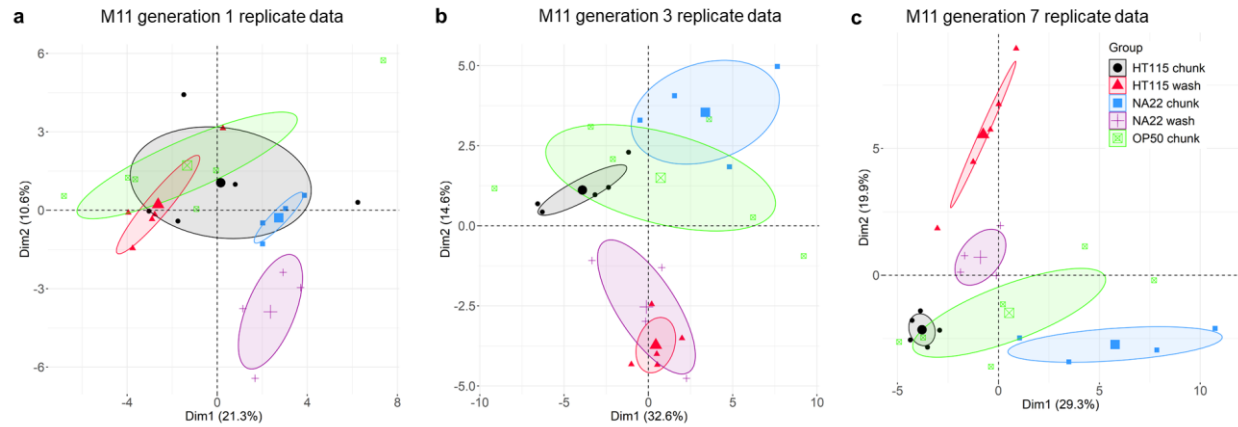 a M11 generation 1 replicate data
6
3
0
-3
-6
Dim2 (10.6%)
-4 0 4 8
Dim1 (21.3%)
b M11 generation 3 replicate data
5.0
2.5
0.0
-2.5
-5.0
Dim2 (14.6%)
-10 -5 0 5 10
Dim1 (32.6%)
c M11 generation 7 replicate data
5
0
-5
Dim2 (19.9%)
-5 0 5 10
Dim1 (29.3%)
Group
HT115 chunk
HT115 wash
NA22 chunk
NA22 wash
OP50 chunk